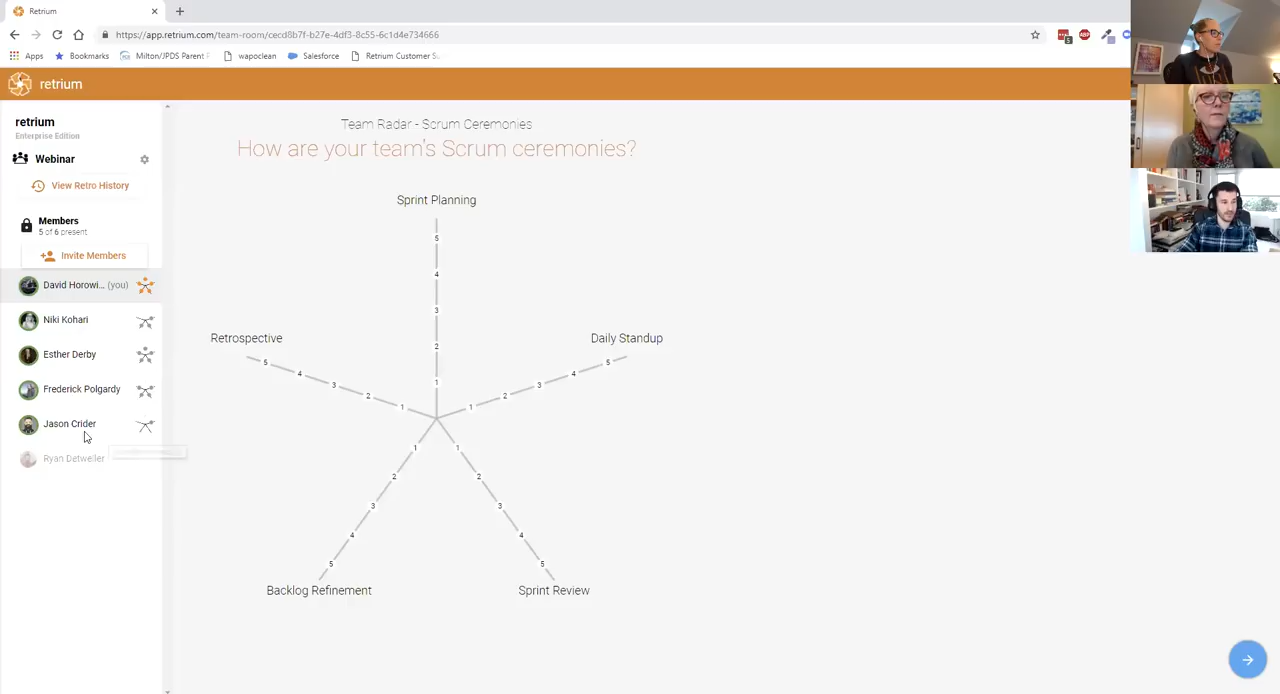 Retrium
https://app.retrium.com/team-room/cecd8b7f-b27e-4df3-8c55-6c1d4e734666
Apps
Bookmarks
Milton/JPDS Parent F
wapoclean
Salesforce
Retrium Customer Su
5
ABP
retrium
retrium
Enterprise Edition
Webinar
View Retro History
Members
5 of 6 present
Invite Members
David Horowi... (you)
Niki Kohari
Esther Derby
Frederick Polgardy
Jason Crider
Ryan Detweiler
Team Radar - Scrum Ceremonies
How are your team's Scrum ceremonies?
Sprint Planning
5
4
3
2
1
Retrospective
5
4
3
2
1
Daily Standup
1
2
3
4
5
Backlog Refinement
1
2
3
4
5
Sprint Review
1
2
3
4
5